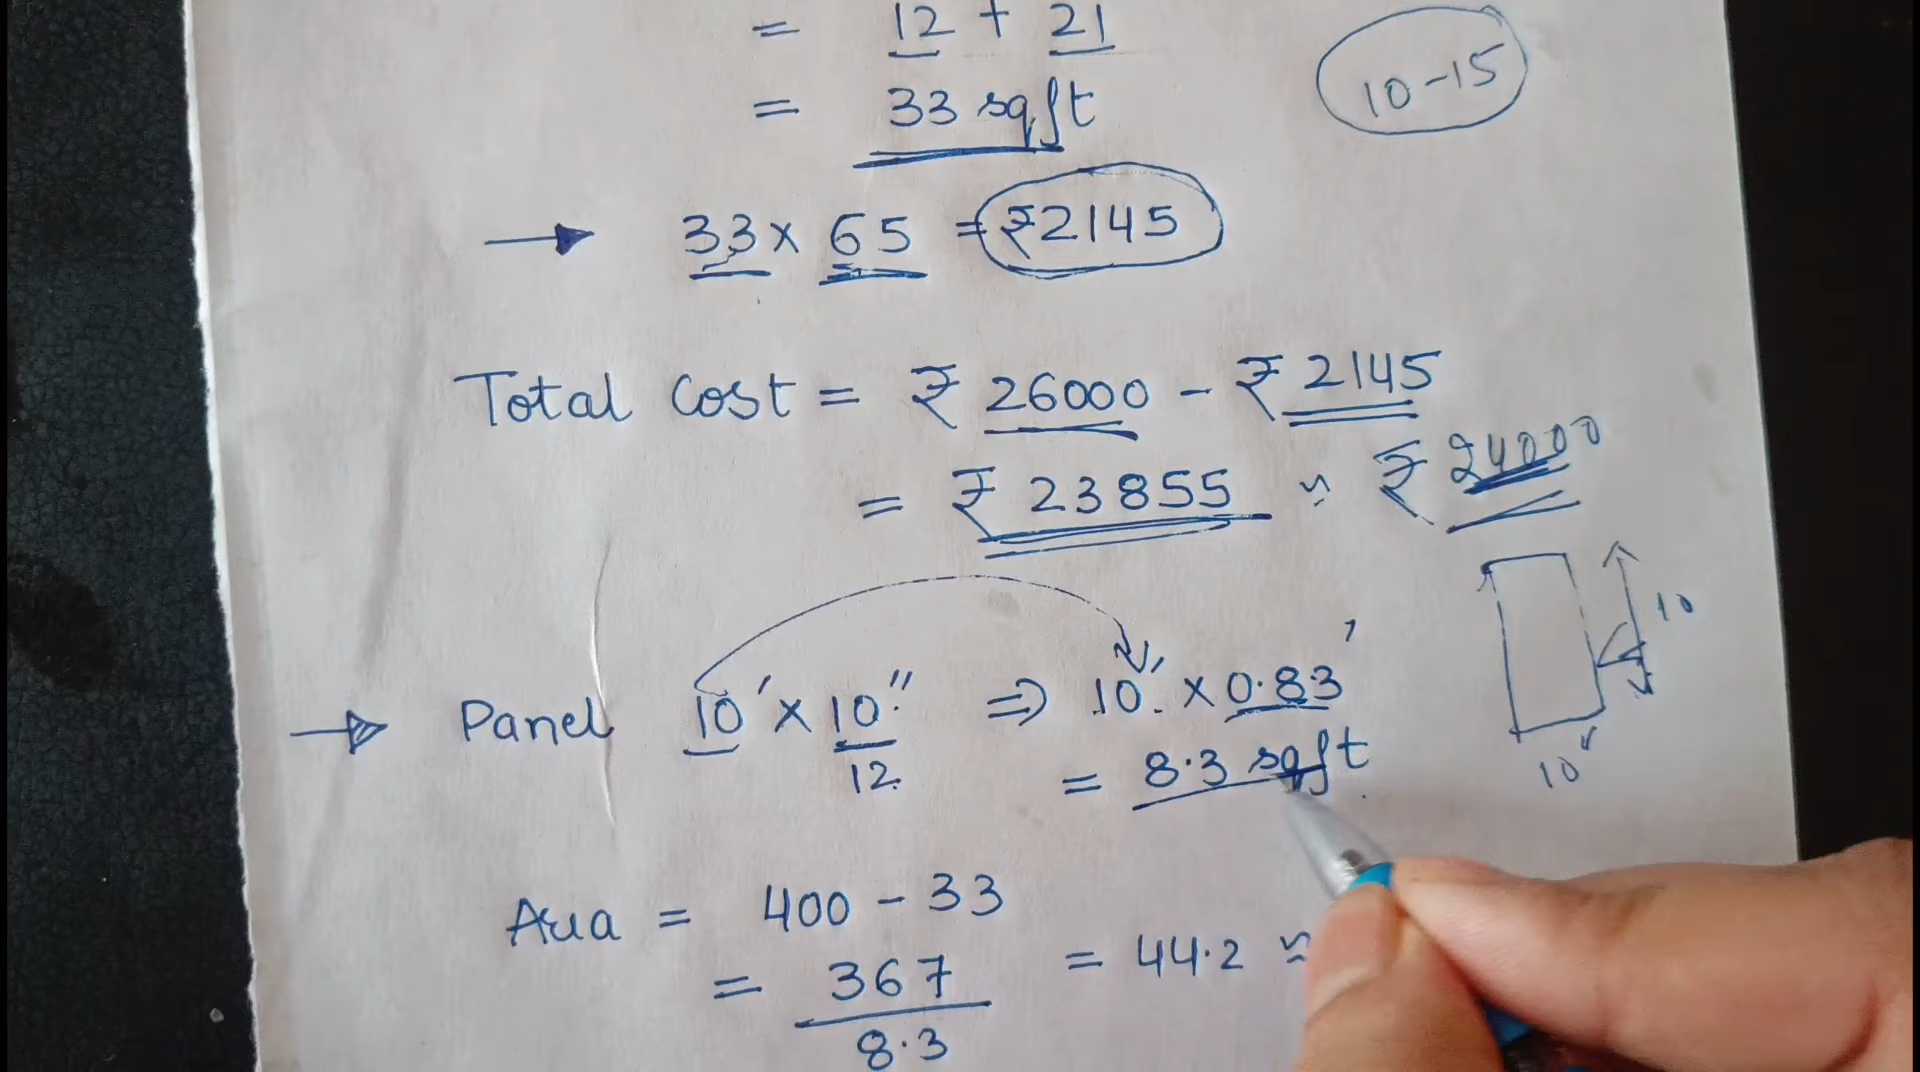 = 12 + 21
10-15
= 33 sqft
33 x 65 = ₹2145
Total Cost = ₹ 26000 - ₹ 2145
= ₹ 23855 ≈ ₹ 24000
Panel 10' x 10"/12 ⇒ 10' x 0.83'
= 8.3 sqft
10
10"
Area = 400 - 33
= 367/8.3 = 44.2 ≈